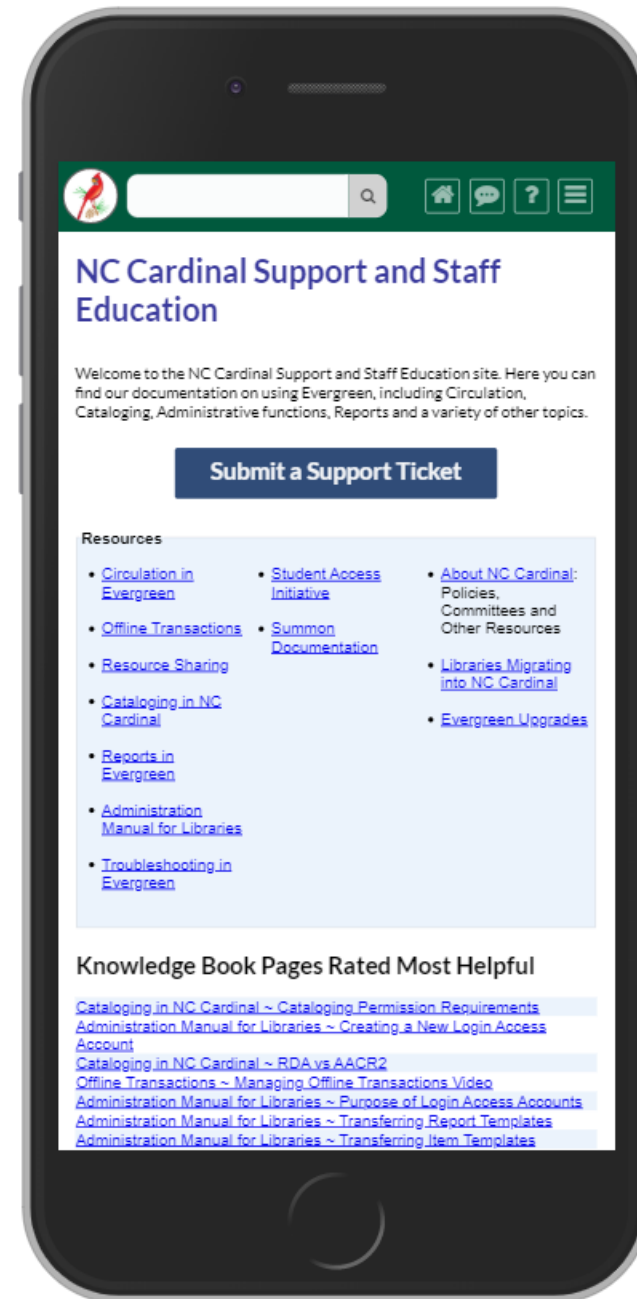 ?
NC Cardinal Support and Staff
Education
Welcome to the NC Cardinal Support and Staff Education site. Here you can
find our documentation on using Evergreen, including Circulation,
Cataloging, Administrative functions, Reports and a variety of other topics.
Submit a Support Ticket
Resources
• Circulation in
Evergreen
• Offline Transactions
• Resource Sharing
• Cataloging in NC
Cardinal
• Reports in
Evergreen
• Administration
Manual for Libraries
• Troubleshooting in
Evergreen
• Student Access
Initiative
• Summon
Documentation
• About NC Cardinal:
Policies,
Committees and
Other Resources
• Libraries Migrating
into NC Cardinal
• Evergreen Upgrades
Knowledge Book Pages Rated Most Helpful
Cataloging in NC Cardinal ~ Cataloging Permission Requirements
Administration Manual for Libraries ~ Creating a New Login Access
Account
Cataloging in NC Cardinal ~ RDA vs AACR2
Offline Transactions ~ Managing Offline Transactions Video
Administration Manual for Libraries ~ Purpose of Login Access Accounts
Administration Manual for Libraries ~ Transferring Report Templates
Administration Manual for Libraries ~ Transferring Item Templates